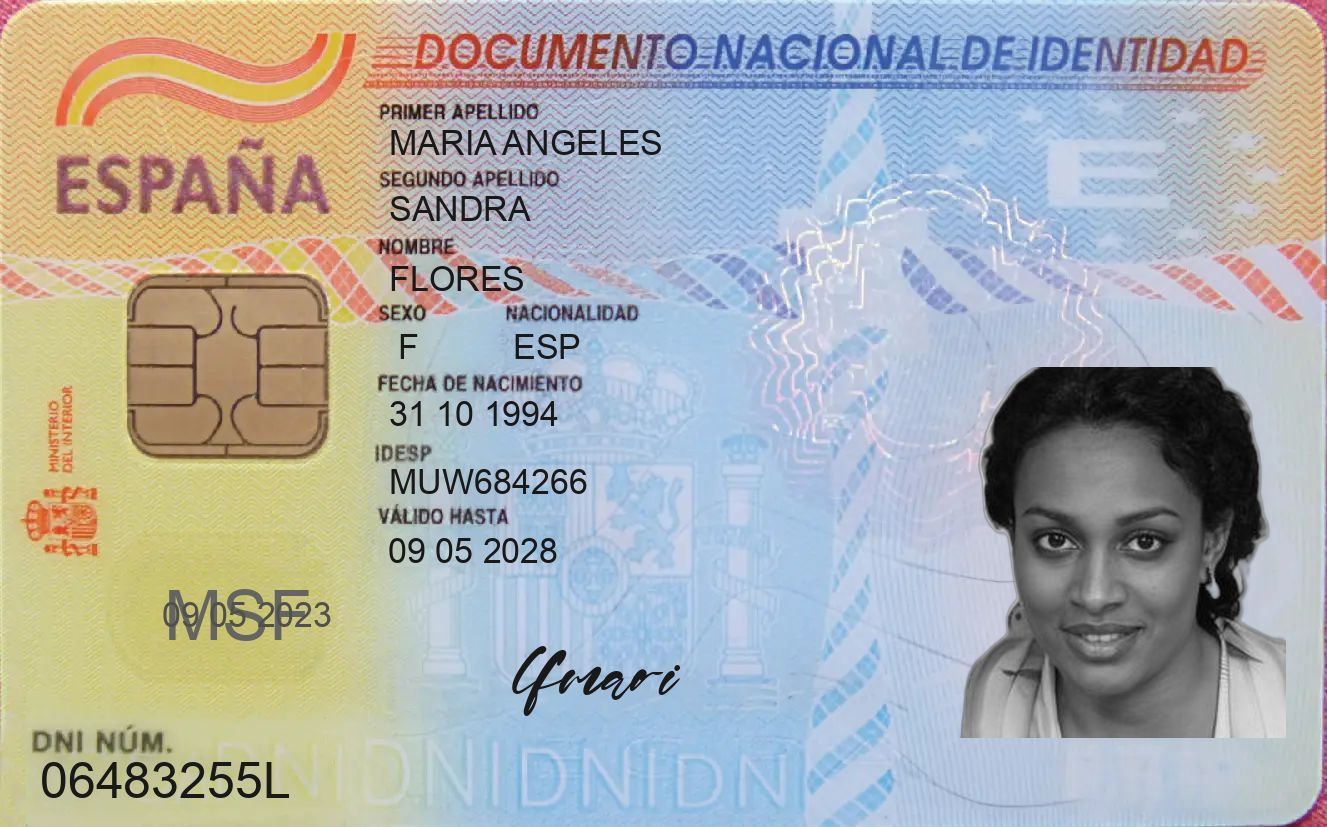 DOCUMENTO NACIONAL DE IDENTIDAD
ESPAÑA
PRIMER APELLIDO
MARIA ANGELES
SEGUNDO APELLIDO
SANDRA
NOMBRE
FLORES
SEXO NACIONALIDAD
F ESP
FECHA DE NACIMIENTO
31 10 1994
IDESP
MUW684266
VÁLIDO HASTA
09 05 2028
MINISTERIO
DEL INTERIOR
E
MSF
09 05 2023
DNI NÚM.
06483255L
DNIDNIDNIDNI